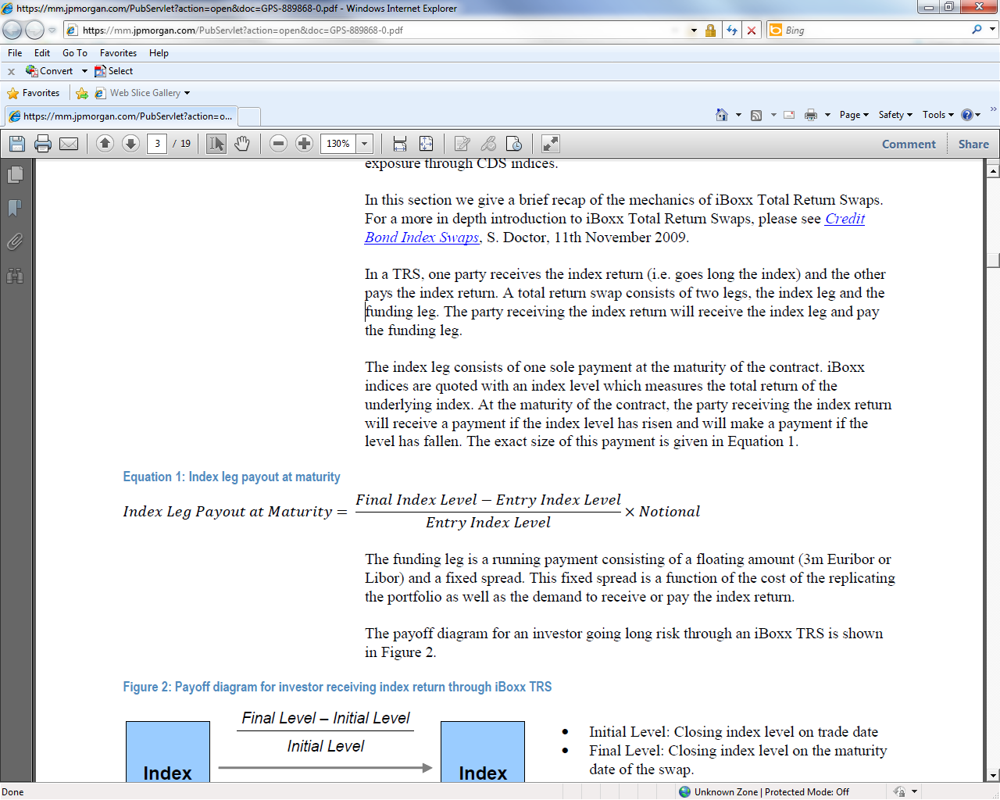 https://mm.jpmorgan.com/PubServlet?action=open&doc=GPS-889868-0.pdf - Windows Internet Explorer
https://mm.jpmorgan.com/PubServlet?action=open&doc=GPS-889868-0.pdf
Bing
File Edit Go To Favorites Help
x Convert Select
Favorites Web Slice Gallery
https://mm.jpmorgan.com/PubServlet?action=o...
Page Safety Tools
3 / 19 130% Comment Share
exposure through CDS indices.
In this section we give a brief recap of the mechanics of iBoxx Total Return Swaps.
For a more in depth introduction to iBoxx Total Return Swaps, please see Credit
Bond Index Swaps, S. Doctor, 11th November 2009.
In a TRS, one party receives the index return (i.e. goes long the index) and the other
pays the index return. A total return swap consists of two legs, the index leg and the
funding leg. The party receiving the index return will receive the index leg and pay
the funding leg.
The index leg consists of one sole payment at the maturity of the contract. iBoxx
indices are quoted with an index level which measures the total return of the
underlying index. At the maturity of the contract, the party receiving the index return
will receive a payment if the index level has risen and will make a payment if the
level has fallen. The exact size of this payment is given in Equation 1.
Equation 1: Index leg payout at maturity
Final Index Level − Entry Index Level
Index Leg Payout at Maturity = × Notional
Entry Index Level
The funding leg is a running payment consisting of a floating amount (3m Euribor or
Libor) and a fixed spread. This fixed spread is a function of the cost of the replicating
the portfolio as well as the demand to receive or pay the index return.
The payoff diagram for an investor going long risk through an iBoxx TRS is shown
in Figure 2.
Figure 2: Payoff diagram for investor receiving index return through iBoxx TRS
Final Level – Initial Level
Initial Level
Index
Index
• Initial Level: Closing index level on trade date
• Final Level: Closing index level on the maturity
date of the swap.
Done Unknown Zone | Protected Mode: Off